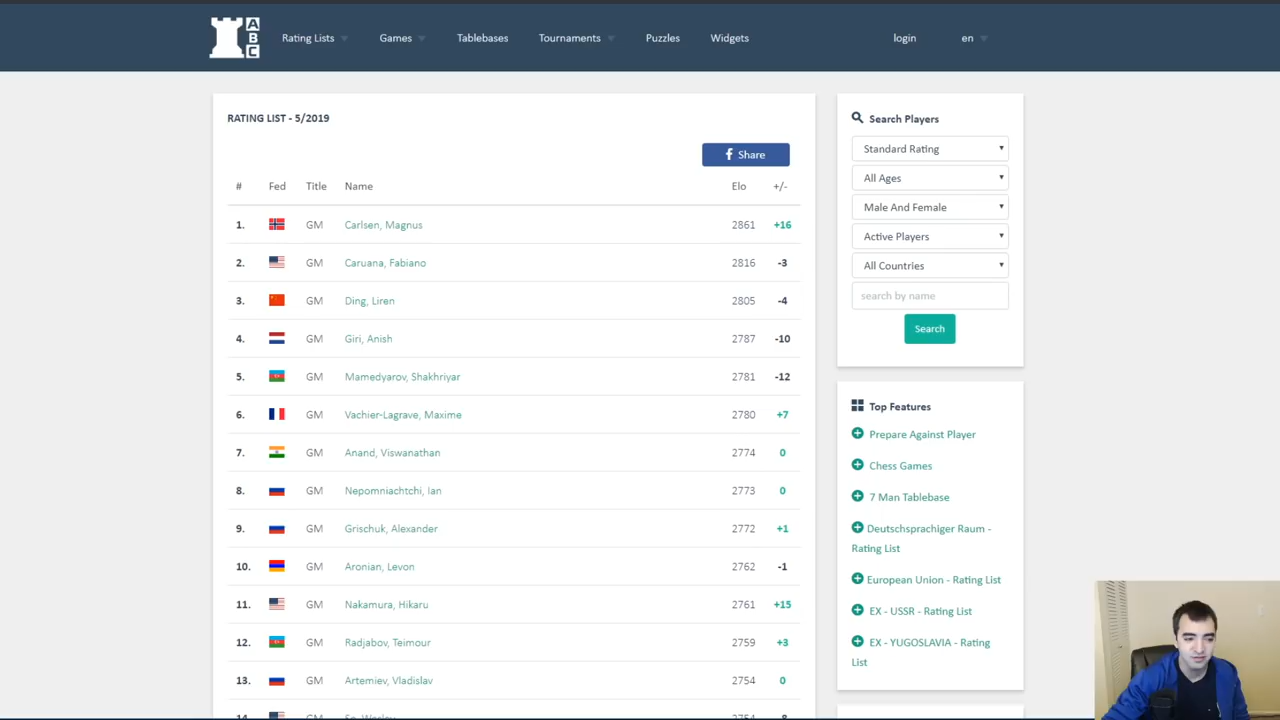 A
B
C
Rating Lists Games Tablebases Tournaments Puzzles Widgets login en
RATING LIST - 5/2019
f Share
# Fed Title Name Elo +/-
1. GM Carlsen, Magnus 2861 +16
2. GM Caruana, Fabiano 2816 -3
3. GM Ding, Liren 2805 -4
4. GM Giri, Anish 2787 -10
5. GM Mamedyarov, Shakhriyar 2781 -12
6. GM Vachier-Lagrave, Maxime 2780 +7
7. GM Anand, Viswanathan 2774 0
8. GM Nepomniachtchi, Ian 2773 0
9. GM Grischuk, Alexander 2772 +1
10. GM Aronian, Levon 2762 -1
11. GM Nakamura, Hikaru 2761 +15
12. GM Radjabov, Teimour 2759 +3
13. GM Artemiev, Vladislav 2754 0
14. GM So, Wesley 2754 -8
Search Players
Standard Rating
All Ages
Male And Female
Active Players
All Countries
search by name
Search
Top Features
Prepare Against Player
Chess Games
7 Man Tablebase
Deutschsprachiger Raum -
Rating List
European Union - Rating List
EX - USSR - Rating List
EX - YUGOSLAVIA - Rating
List